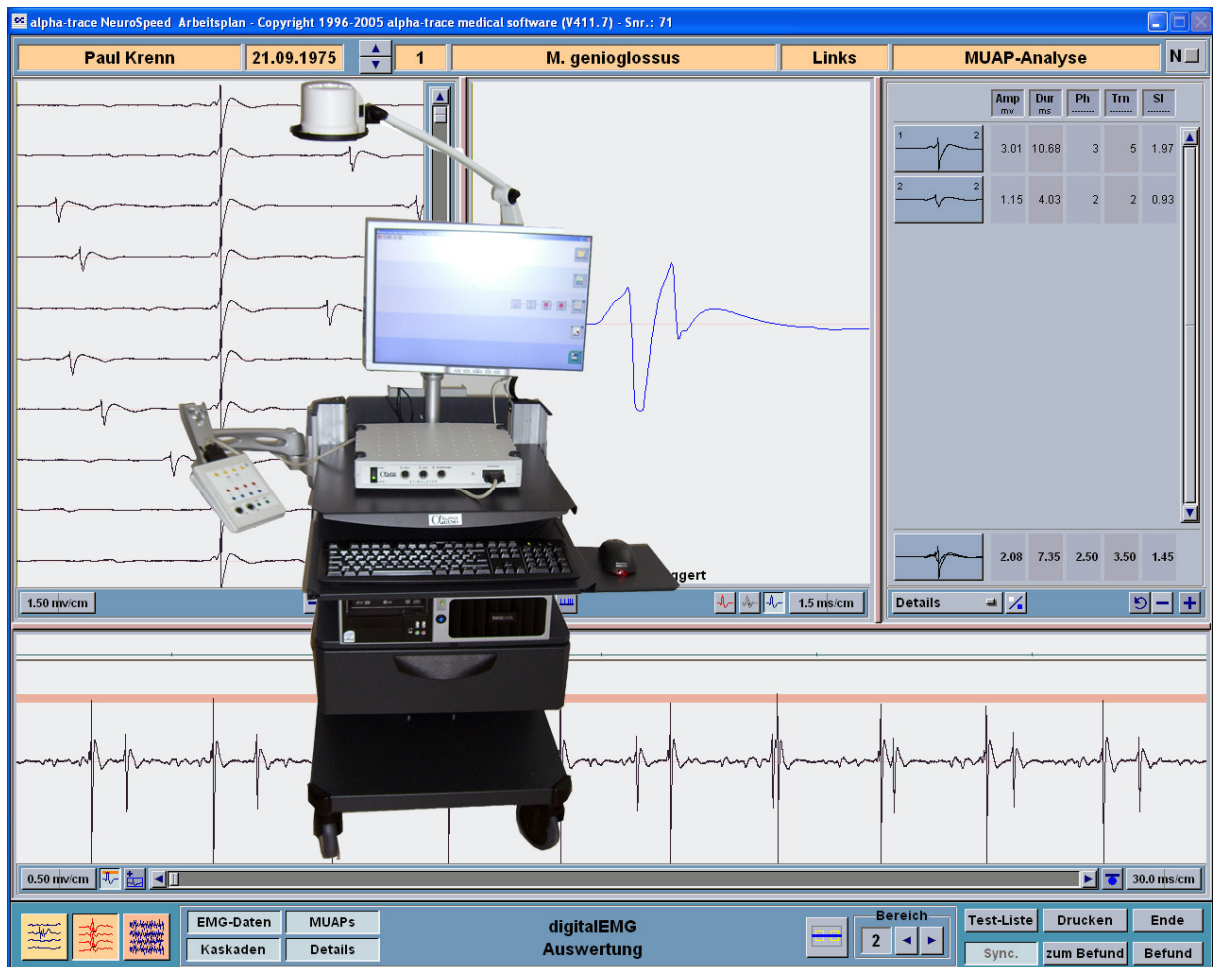 alpha-trace NeuroSpeed Arbeitsplan - Copyright 1996-2005 alpha-trace medical software (V411.7) - Snr.: 71
Paul Krenn 21.09.1975 1 M. genioglossus Links MUAP-Analyse N
Amp Dur Ph Trn Sl
mv ms
1 2
3.01 10.68 3 5 1.97
2 2
1.15 4.03 2 2 0.93
2.08 7.35 2.50 3.50 1.45
ggert
1.50 mv/cm 1.5 ms/cm Details
0.50 mv/cm 30.0 ms/cm
EMG-Daten MUAPs
Kaskaden Details
digitalEMG
Auswertung
Bereich
2
Test-Liste Drucken Ende
Sync. zum Befund Befund